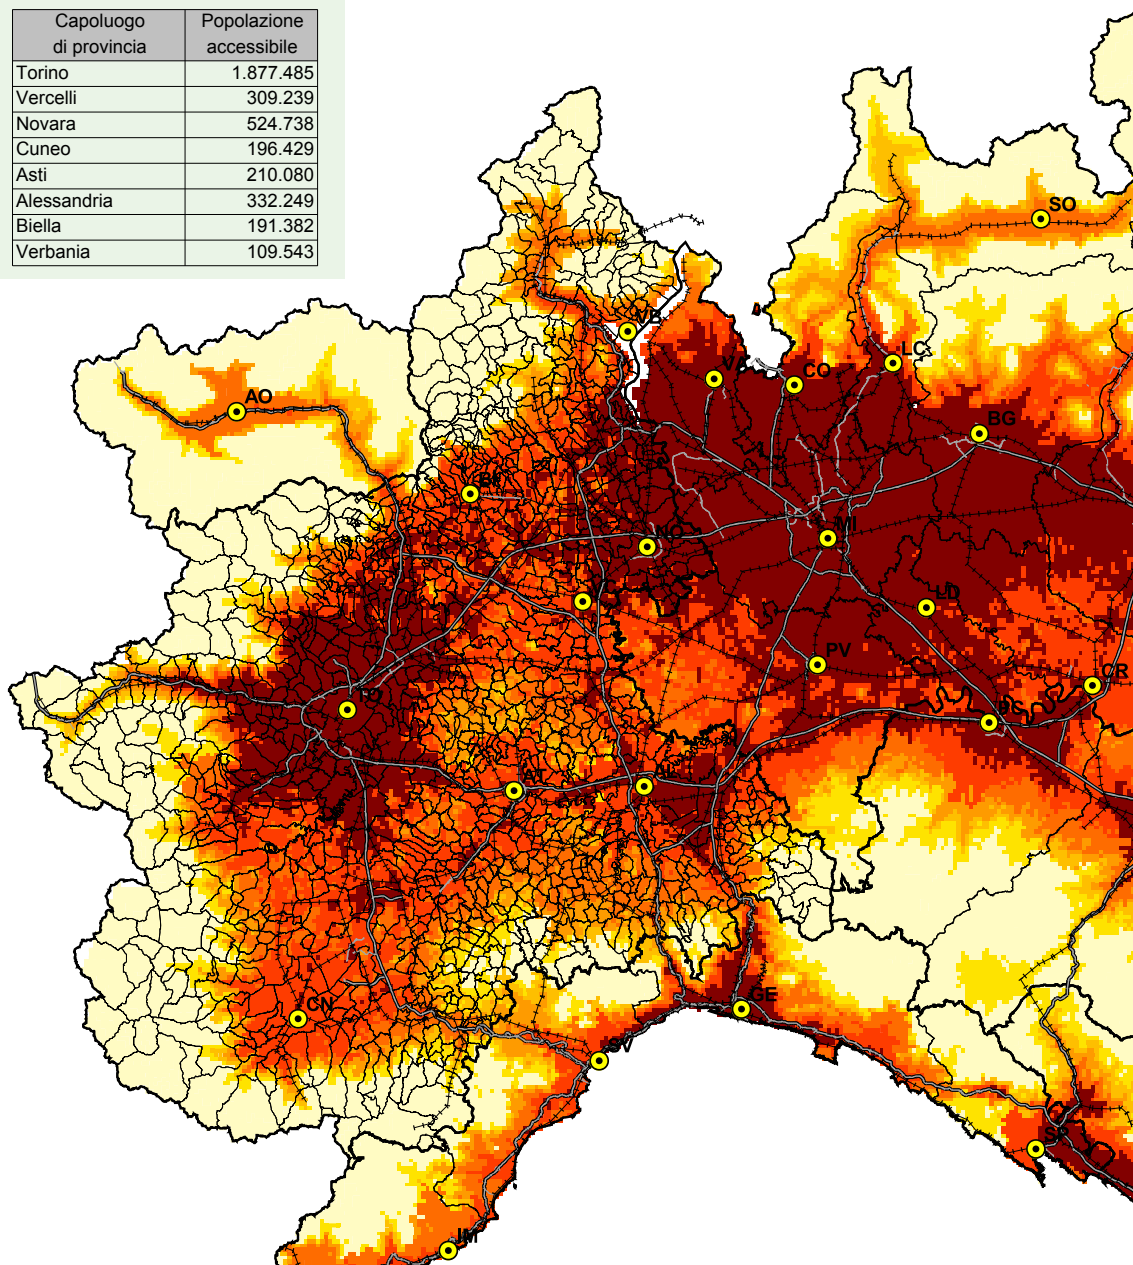 Capoluogo di provincia Popolazione accessibile
Torino 1.877.485
Vercelli 309.239
Novara 524.738
Cuneo 196.429
Asti 210.080
Alessandria 332.249
Biella 191.382
Verbania 109.543
SO
VB
LC
VA
CO
AO
BG
BI
MI
NO
LO
PV
CR
TO
PC
AT
CN
GE
SV
SP
IM